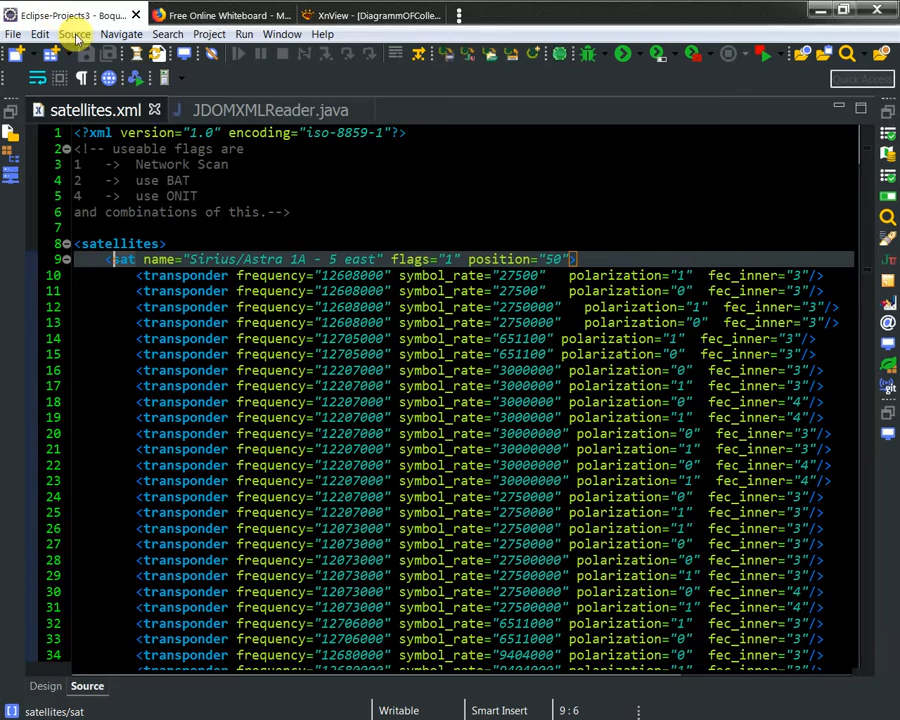 Eclipse-Projects3 - Boqu...
Free Online Whiteboard - M...
XnView - [DiagrammOFColle...
File Edit Source Navigate Search Project Run Window Help
Quick Access
satellites.xml
JDOMXMLReader.java
1 <?xml version="1.0" encoding="iso-8859-1"?>
2 <!-- useable flags are
3 1 -> Network Scan
4 2 -> use BAT
5 4 -> use ONIT
6 and combinations of this.-->
7
8 <satellites>
9 <sat name="Sirius/Astra 1A - 5 east" flags="1" position="50">
10 <transponder frequency="12608000" symbol_rate="27500" polarization="1" fec_inner="3"/>
11 <transponder frequency="12608000" symbol_rate="27500" polarization="0" fec_inner="3"/>
12 <transponder frequency="12608000" symbol_rate="2750000" polarization="1" fec_inner="3"/>
13 <transponder frequency="12608000" symbol_rate="2750000" polarization="0" fec_inner="3"/>
14 <transponder frequency="12705000" symbol_rate="651100" polarization="1" fec_inner="3"/>
15 <transponder frequency="12705000" symbol_rate="651100" polarization="0" fec_inner="3"/>
16 <transponder frequency="12207000" symbol_rate="3000000" polarization="0" fec_inner="3"/>
17 <transponder frequency="12207000" symbol_rate="3000000" polarization="1" fec_inner="3"/>
18 <transponder frequency="12207000" symbol_rate="3000000" polarization="0" fec_inner="4"/>
19 <transponder frequency="12207000" symbol_rate="3000000" polarization="1" fec_inner="4"/>
20 <transponder frequency="12207000" symbol_rate="30000000" polarization="0" fec_inner="3"/>
21 <transponder frequency="12207000" symbol_rate="30000000" polarization="1" fec_inner="3"/>
22 <transponder frequency="12207000" symbol_rate="30000000" polarization="0" fec_inner="4"/>
23 <transponder frequency="12207000" symbol_rate="30000000" polarization="1" fec_inner="4"/>
24 <transponder frequency="12207000" symbol_rate="2750000" polarization="0" fec_inner="3"/>
25 <transponder frequency="12207000" symbol_rate="2750000" polarization="1" fec_inner="3"/>
26 <transponder frequency="12073000" symbol_rate="2750000" polarization="1" fec_inner="3"/>
27 <transponder frequency="12073000" symbol_rate="2750000" polarization="0" fec_inner="3"/>
28 <transponder frequency="12073000" symbol_rate="27500000" polarization="0" fec_inner="3"/>
29 <transponder frequency="12073000" symbol_rate="27500000" polarization="1" fec_inner="3"/>
30 <transponder frequency="12073000" symbol_rate="27500000" polarization="0" fec_inner="4"/>
31 <transponder frequency="12073000" symbol_rate="27500000" polarization="1" fec_inner="4"/>
32 <transponder frequency="12706000" symbol_rate="6511000" polarization="1" fec_inner="3"/>
33 <transponder frequency="12706000" symbol_rate="6511000" polarization="0" fec_inner="3"/>
34 <transponder frequency="12680000" symbol_rate="9404000" polarization="0" fec_inner="3"/>
Design Source
satellites/sat
Writable
Smart Insert
9 : 6